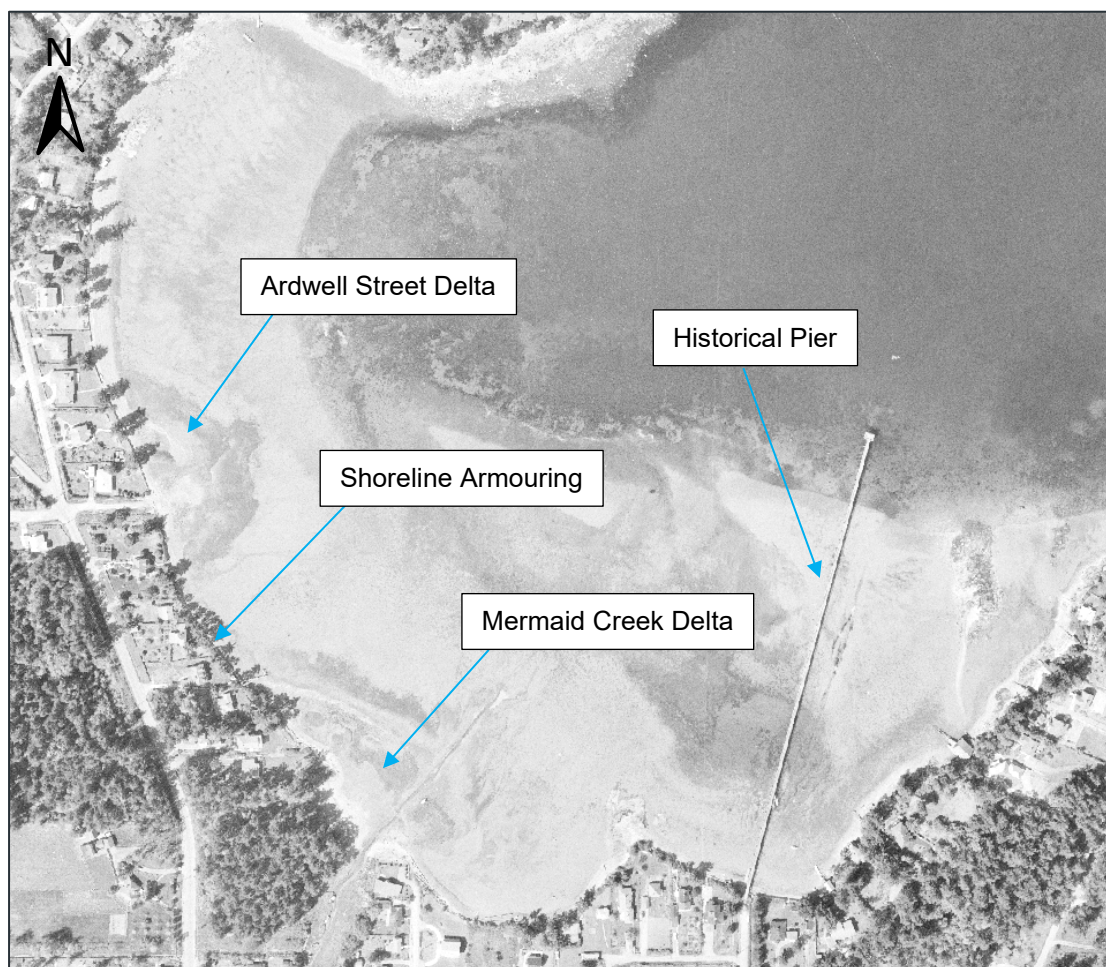 N
Ardwell Street Delta
Historical Pier
Shoreline Armouring
Mermaid Creek Delta